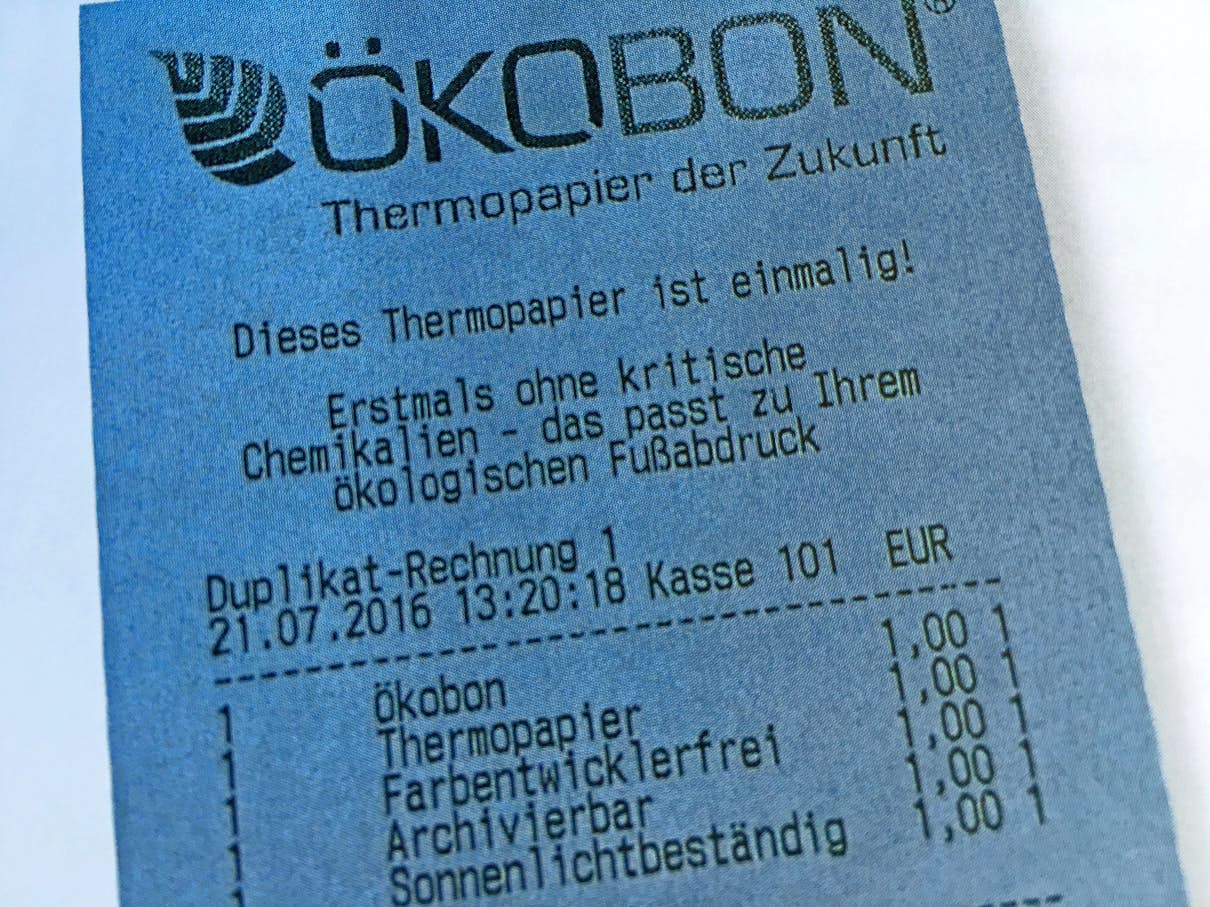 ÖKOBON®
Thermopapier der Zukunft
Dieses Thermopapier ist einmalig!
Erstmals ohne kritische
Chemikalien - das passt zu Ihrem
ökologischen Fußabdruck
Duplikat-Rechnung 1
21.07.2016 13:20:18 Kasse 101 EUR
--------------------------------
1 Ökobon 1,00 1
1 Thermopapier 1,00 1
1 Farbentwicklerfrei 1,00 1
1 Archivierbar 1,00 1
1 Sonnenlichtbeständig 1,00 1